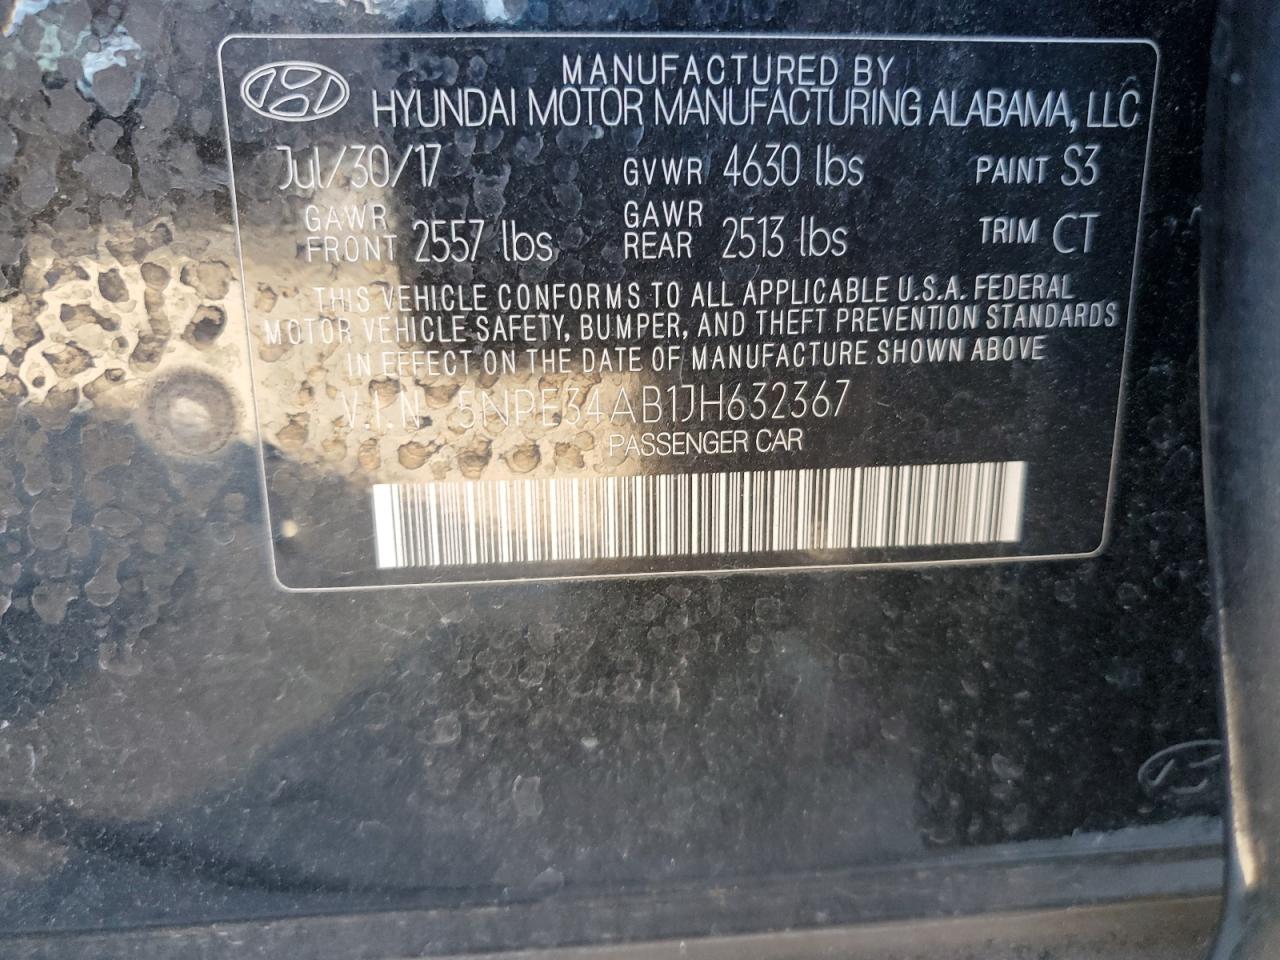 MANUFACTURED BY
HYUNDAI MOTOR MANUFACTURING ALABAMA, LLC
Jul/30/17 GVWR 4630 lbs PAINT S3
GAWR FRONT 2557 lbs GAWR REAR 2513 lbs TRIM CT
THIS VEHICLE CONFORMS TO ALL APPLICABLE U.S.A. FEDERAL
MOTOR VEHICLE SAFETY, BUMPER, AND THEFT PREVENTION STANDARDS
IN EFFECT ON THE DATE OF MANUFACTURE SHOWN ABOVE
V.I.N 5NPE34AB1JH632367
PASSENGER CAR